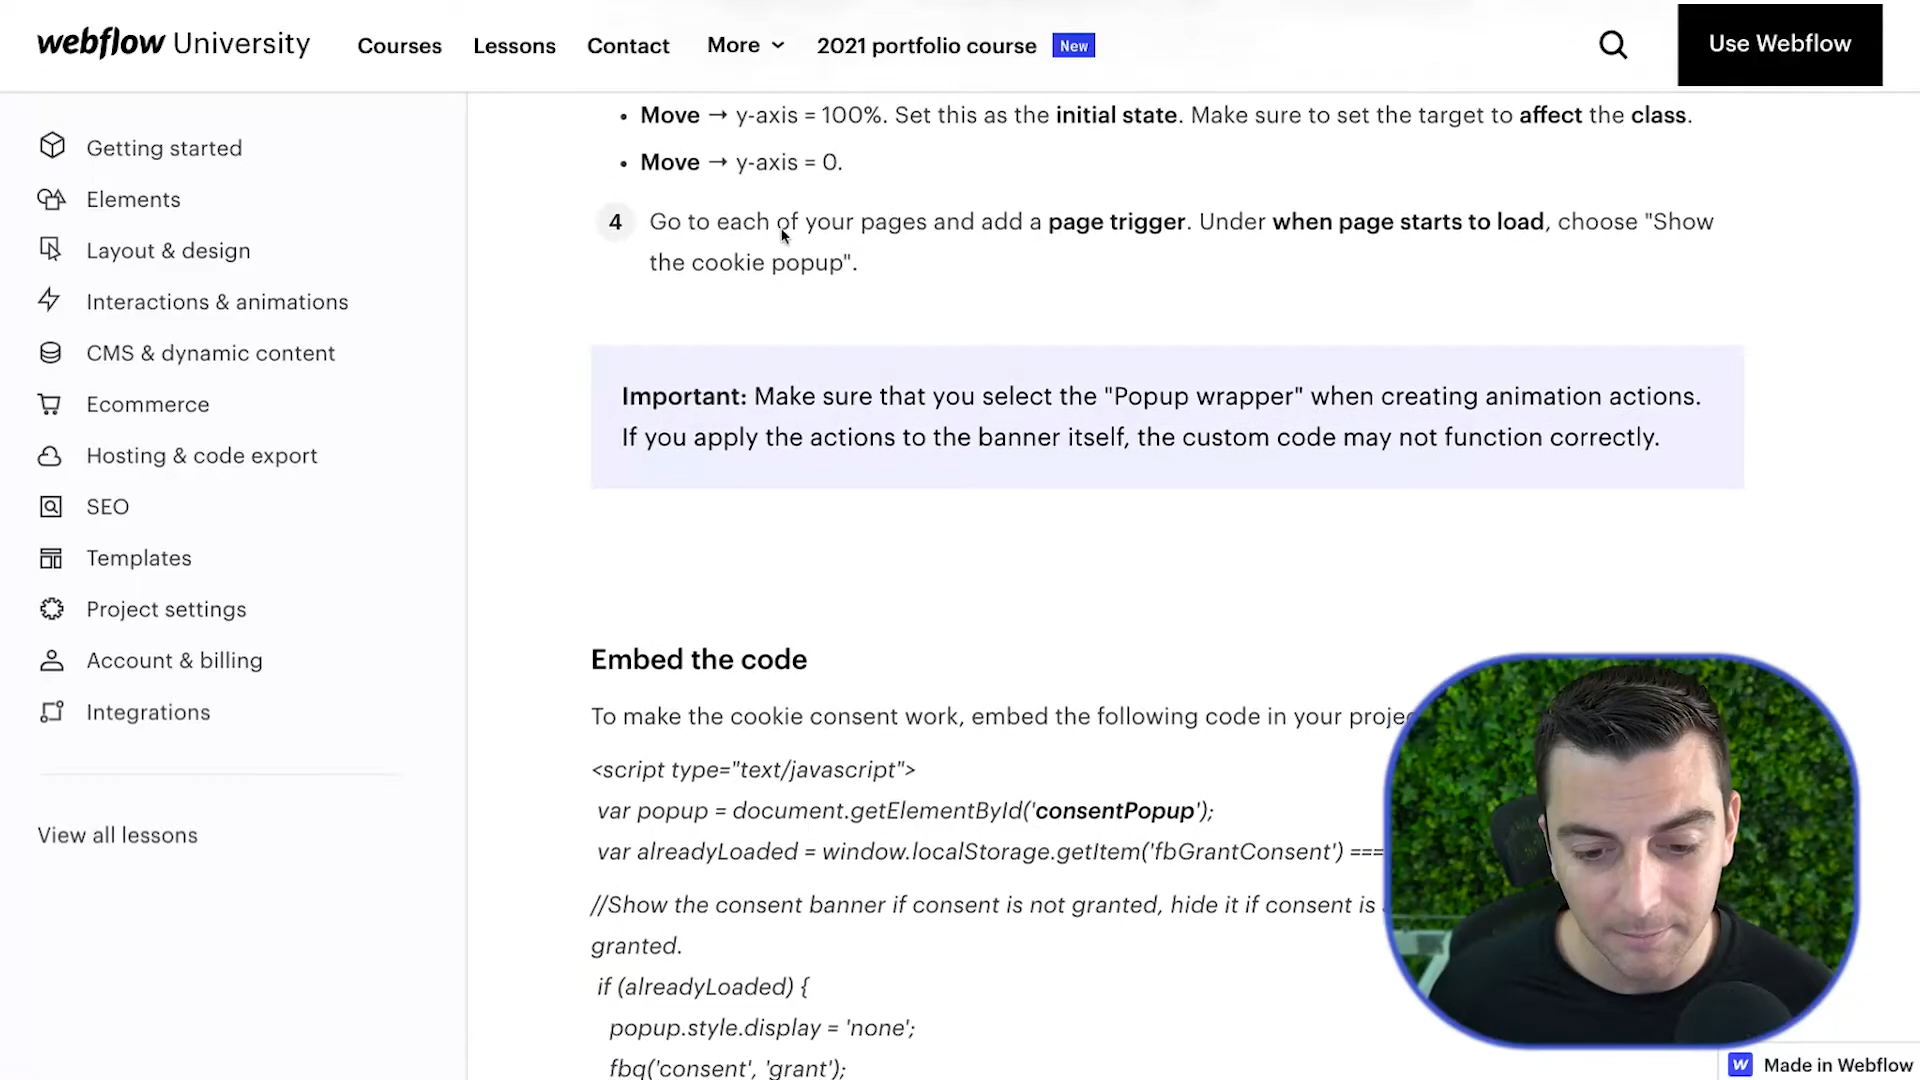 webflow University
Courses
Lessons
Contact
More
2021 portfolio course
New
Use Webflow
Getting started
Elements
Layout & design
Interactions & animations
CMS & dynamic content
Ecommerce
Hosting & code export
SEO
Templates
Project settings
Account & billing
Integrations
View all lessons
• Move → y-axis = 100%. Set this as the initial state. Make sure to set the target to affect the class.
• Move → y-axis = 0.
4 Go to each of your pages and add a page trigger. Under when page starts to load, choose "Show
the cookie popup".
Important: Make sure that you select the "Popup wrapper" when creating animation actions.
If you apply the actions to the banner itself, the custom code may not function correctly.
Embed the code
To make the cookie consent work, embed the following code in your
<script type="text/javascript">
var popup = document.getElementById('consentPopup');
var alreadyLoaded = window.localStorage.getItem('fbGrantConsent') ===
//Show the consent banner if consent is not granted, hide it if consent is
granted.
if (alreadyLoaded) {
popup.style.display = 'none';
fbq('consent', 'grant');
Made in Webflow